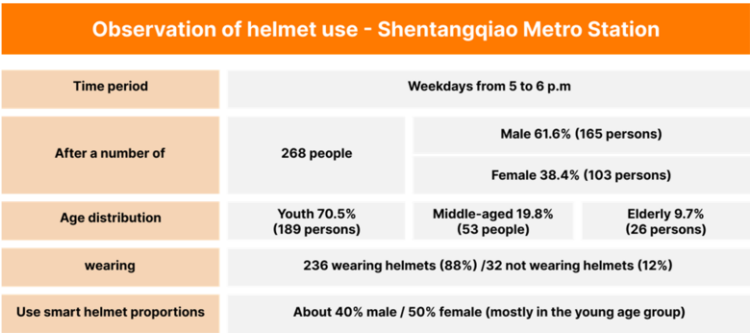 Observation of helmet use - Shentangqiao Metro Station
Time period
Weekdays from 5 to 6 p.m
After a number of
268 people
Male 61.6% (165 persons)
Female 38.4% (103 persons)
Age distribution
Youth 70.5%
(189 persons)
Middle-aged 19.8%
(53 people)
Elderly 9.7%
(26 persons)
wearing
236 wearing helmets (88%) /32 not wearing helmets (12%)
Use smart helmet proportions
About 40% male / 50% female (mostly in the young age group)